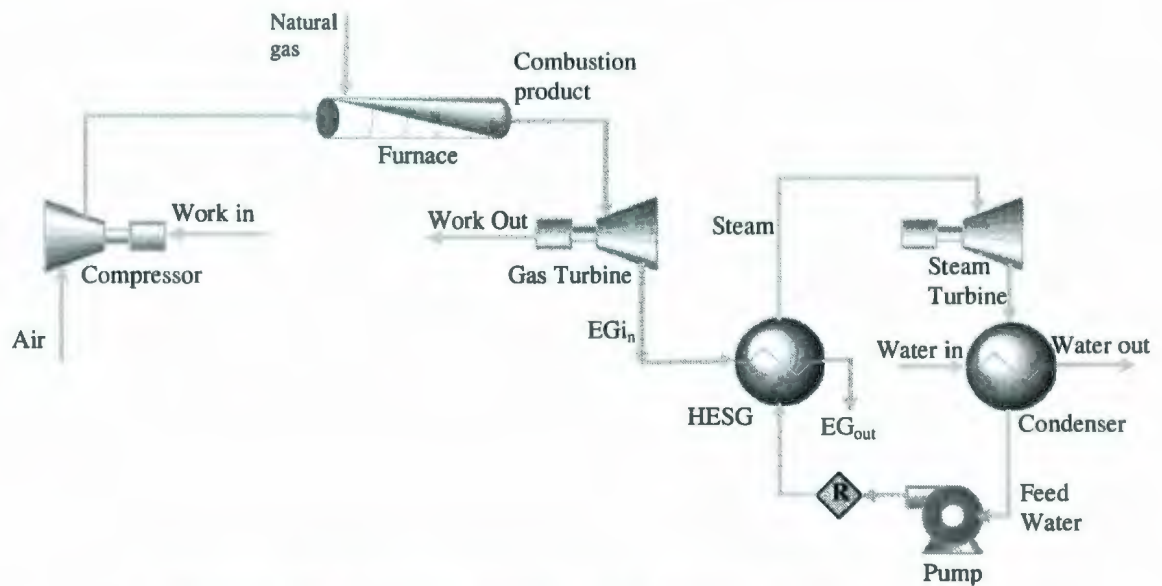 Natural
gas
Combustion
product
Furnace
Work in
Compressor
Air
Work Out
Gas Turbine
EGin
Steam
Steam
Turbine
Water in
Water out
HESG
EGout
Condenser
R
Feed
Water
Pump